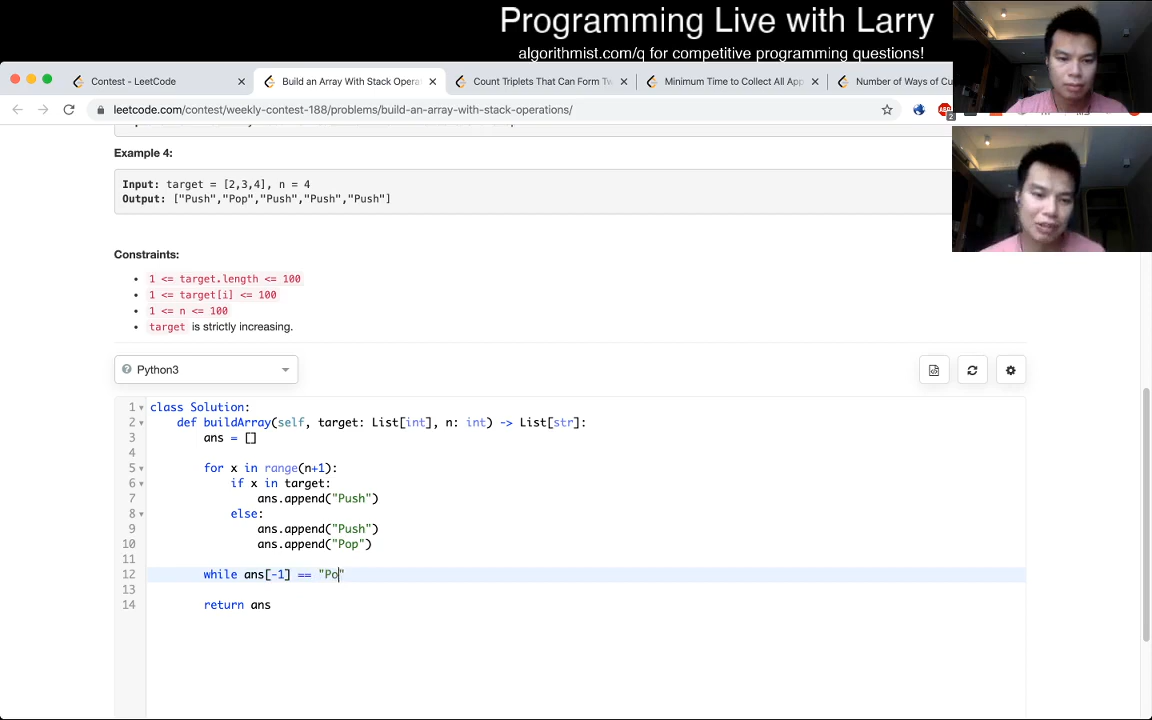 Programming Live with Larry
algorithmist.com/q for competitive programming questions!
Contest - LeetCode
Build an Array With Stack Opera
Count Triplets That Can Form Tw
Minimum Time to Collect All App
Number of Ways of Cu
leetcode.com/contest/weekly-contest-188/problems/build-an-array-with-stack-operations/
Example 4:
Input: target = [2,3,4], n = 4
Output: ["Push","Pop","Push","Push","Push"]
Constraints:
1 <= target.length <= 100
1 <= target[i] <= 100
1 <= n <= 100
target is strictly increasing.
Python3
1 class Solution:
2 def buildArray(self, target: List[int], n: int) -> List[str]:
3 ans = []
4
5 for x in range(n+1):
6 if x in target:
7 ans.append("Push")
8 else:
9 ans.append("Push")
10 ans.append("Pop")
11
12 while ans[-1] == "Po"
13
14 return ans